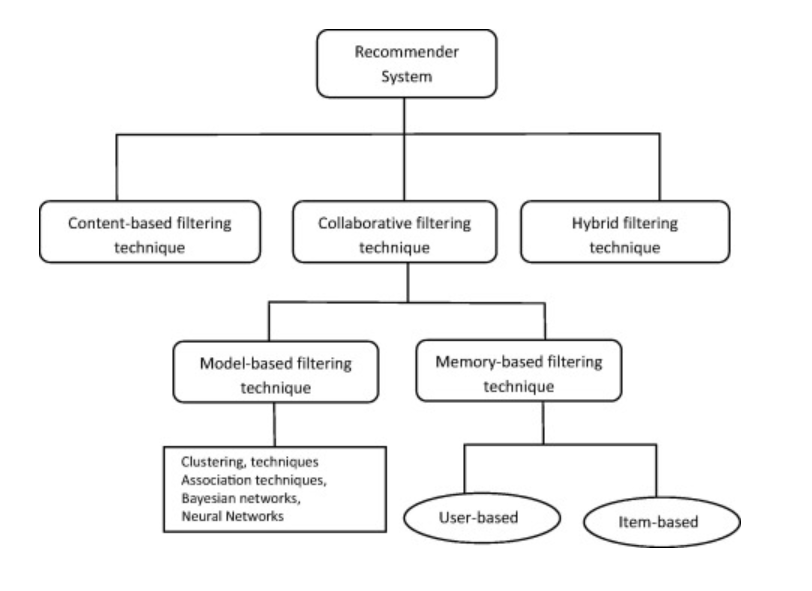 Recommender
System
Content-based filtering
technique
Collaborative filtering
technique
Hybrid filtering
technique
Model-based filtering
technique
Memory-based filtering
technique
Clustering, techniques
Association techniques,
Bayesian networks,
Neural Networks
User-based
Item-based